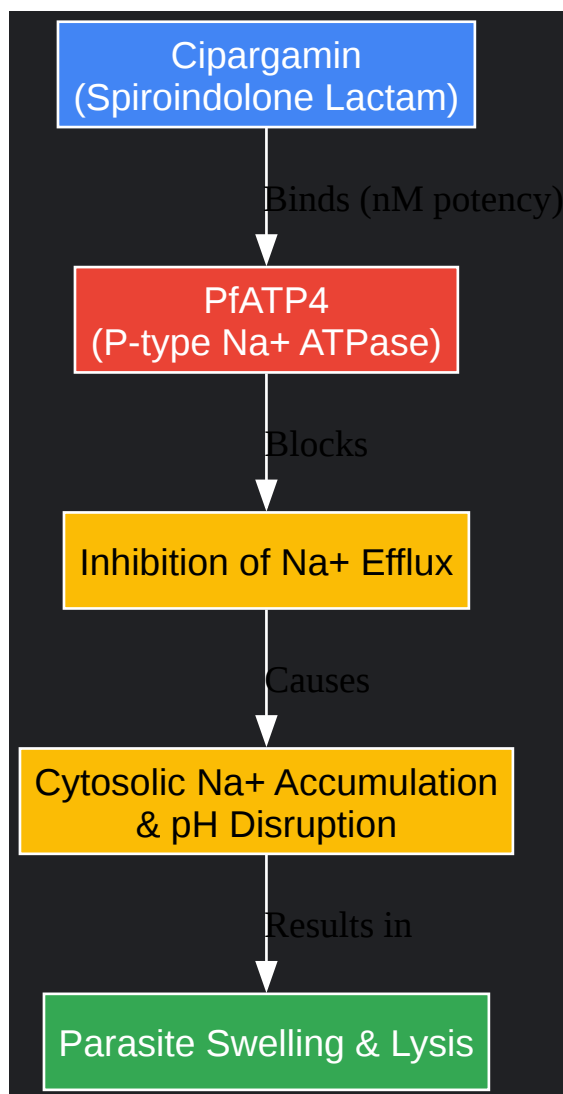 Cipargamin
(Spiroindolone Lactam)
Binds (nM potency)
PfATP4
(P-type Na+ ATPase)
Blocks
Inhibition of Na+ Efflux
Causes
Cytosolic Na+ Accumulation
& pH Disruption
Results in
Parasite Swelling & Lysis